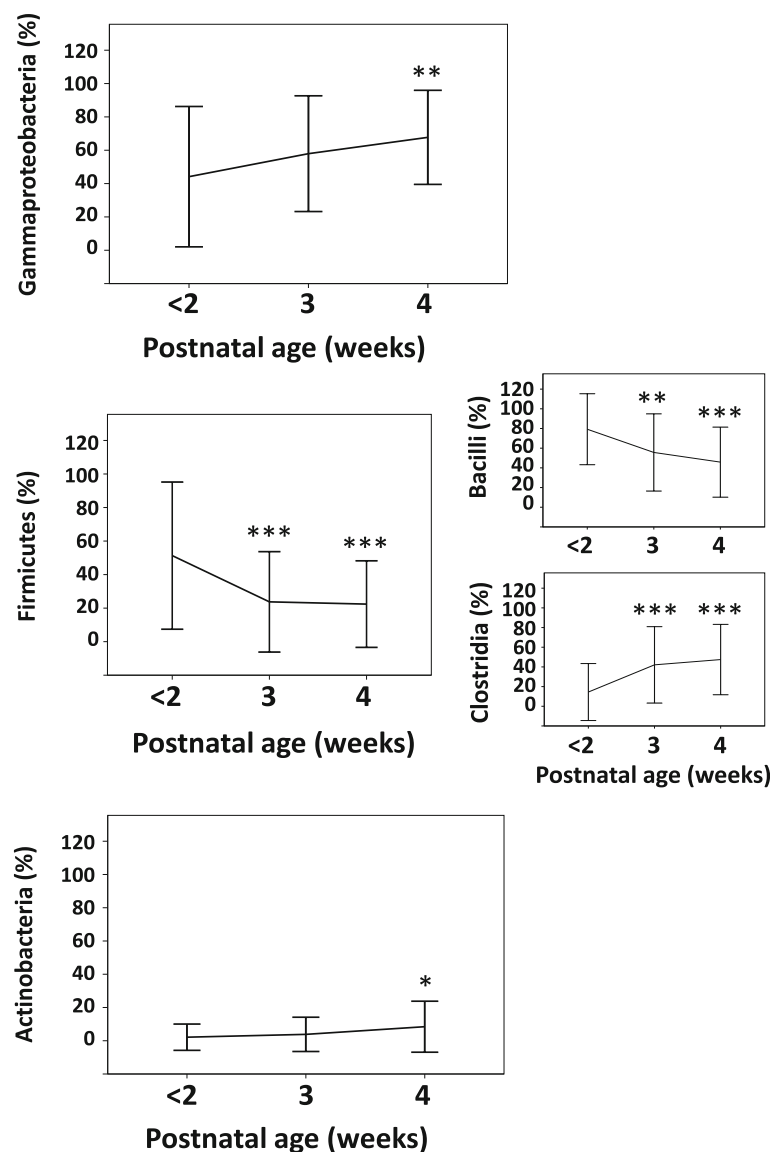 Gammaproteobacteria (%)
120
100
80
60
40
20
0
**
<2 3 4
Postnatal age (weeks)
Firmicutes (%)
120
100
80
60
40
20
0
*** ***
<2 3 4
Postnatal age (weeks)
Bacilli (%)
120
100
80
60
40
20
0
** ***
<2 3 4
Clostridia (%)
120
100
80
60
40
20
0
*** ***
<2 3 4
Postnatal age (weeks)
Actinobacteria (%)
120
100
80
60
40
20
0
*
<2 3 4
Postnatal age (weeks)